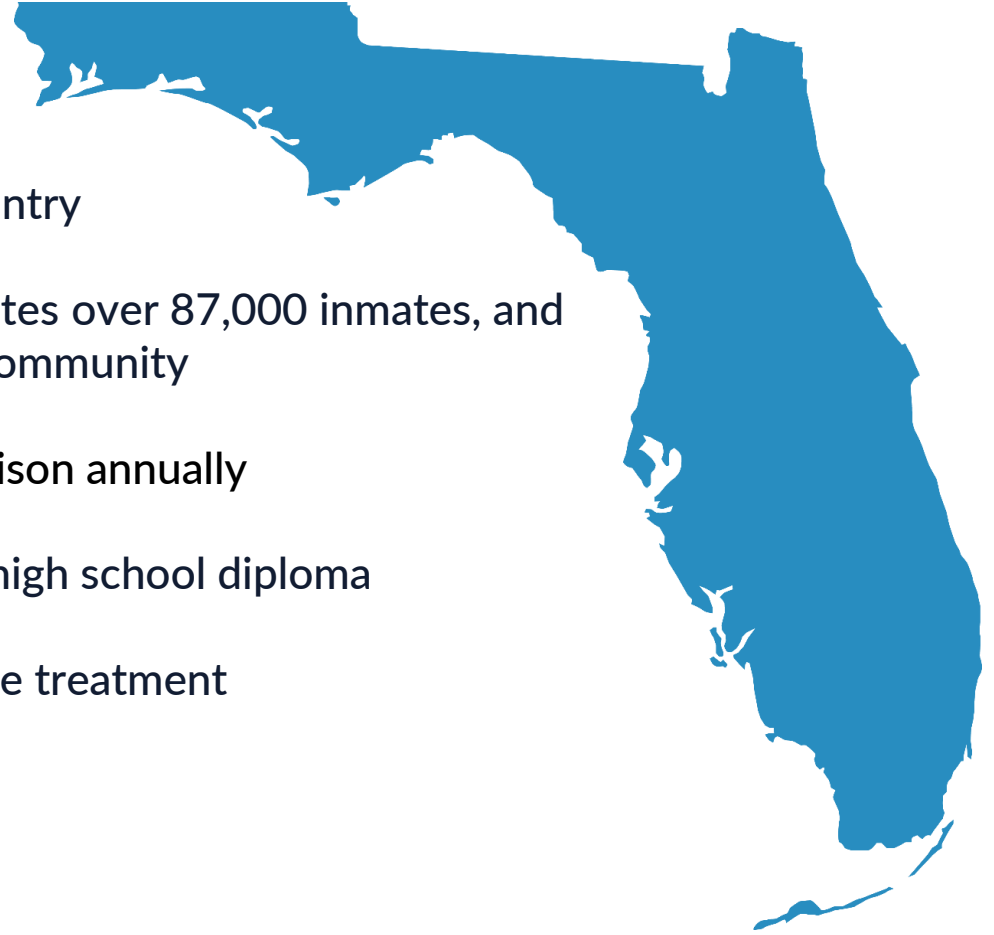 ntry
tes over 87,000 inmates, and
ommunity
ison annually
high school diploma
e treatment